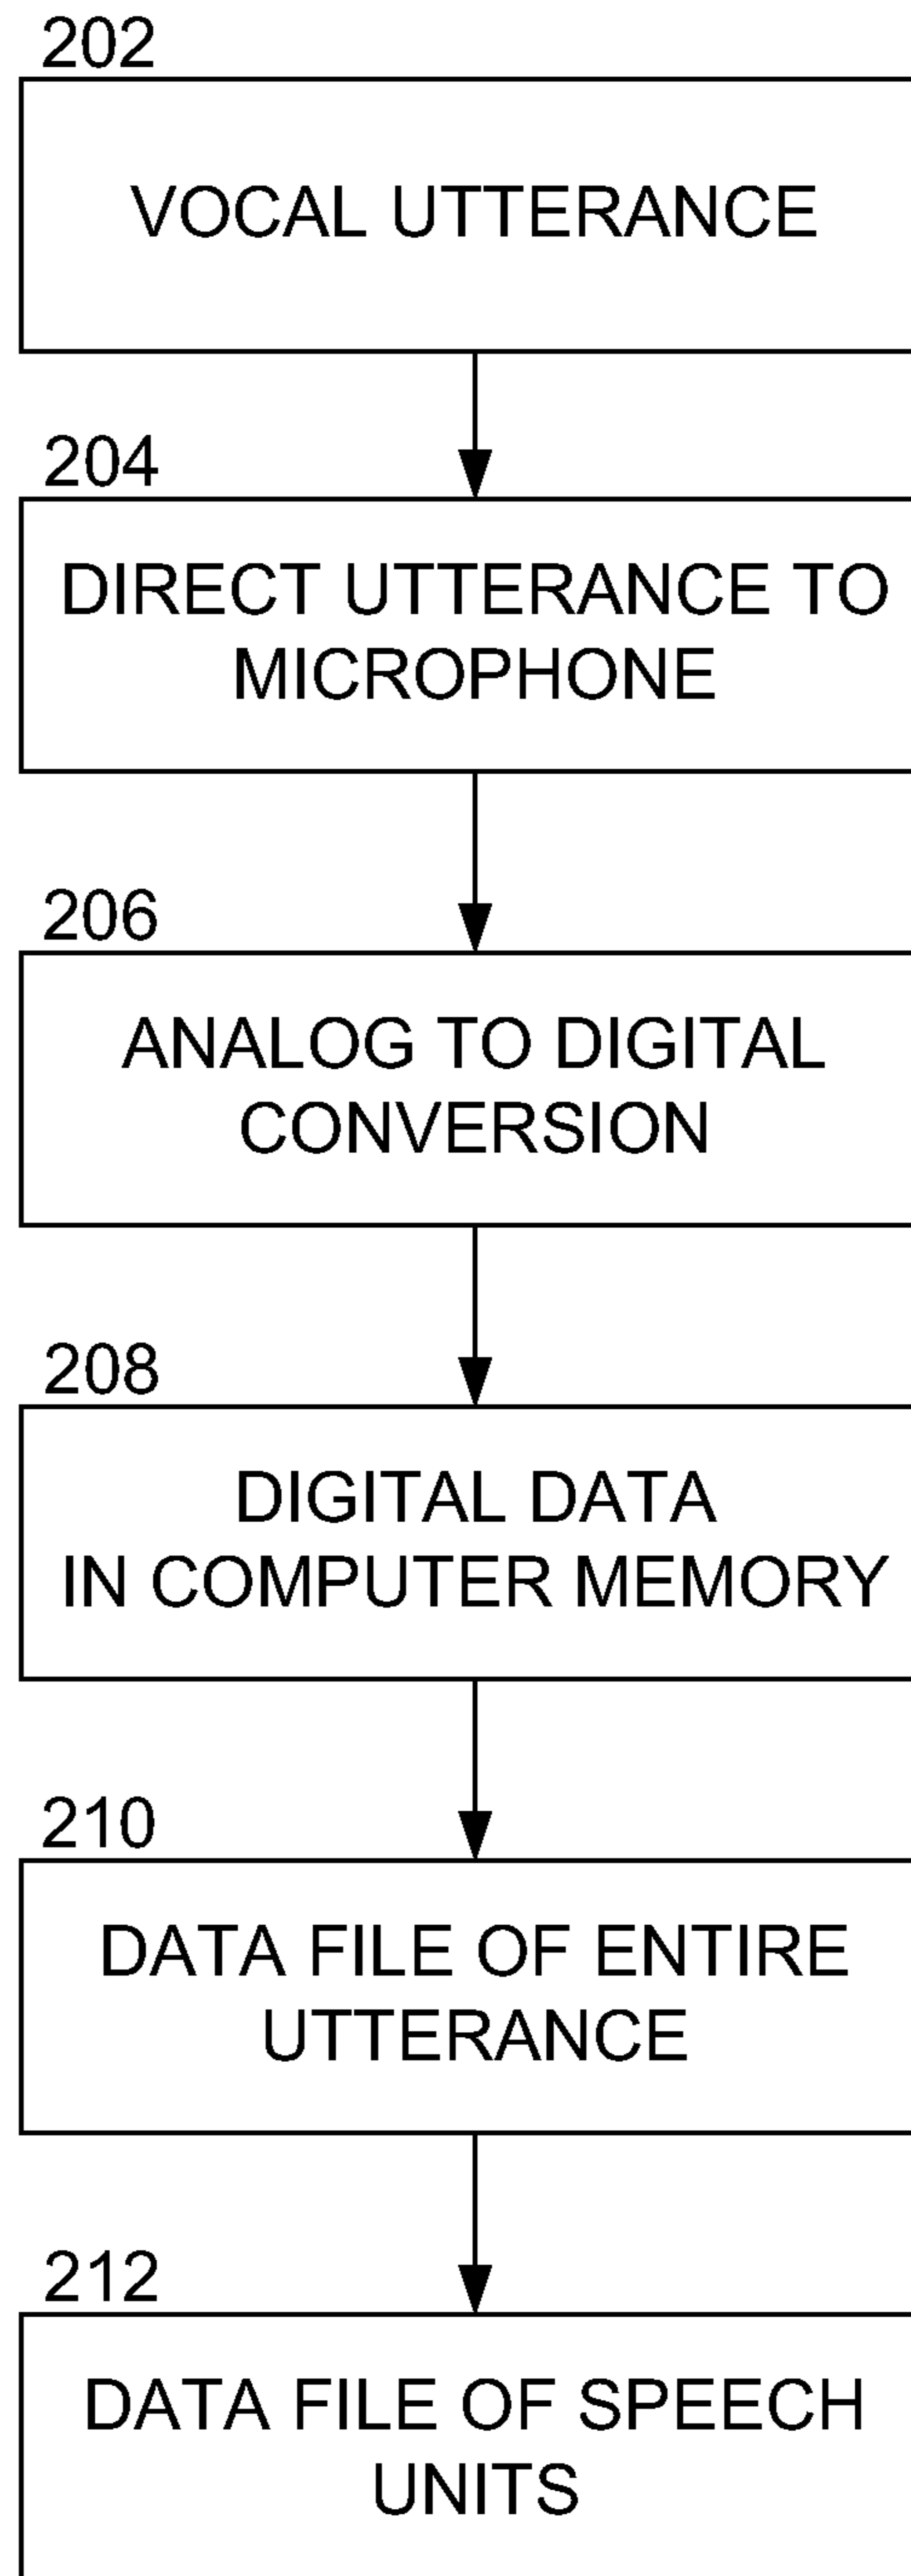 202
VOCAL UTTERANCE
204
DIRECT UTTERANCE TO
MICROPHONE
206
ANALOG TO DIGITAL
CONVERSION
208
DIGITAL DATA
IN COMPUTER MEMORY
210
DATA FILE OF ENTIRE
UTTERANCE
212
DATA FILE OF SPEECH
UNITS